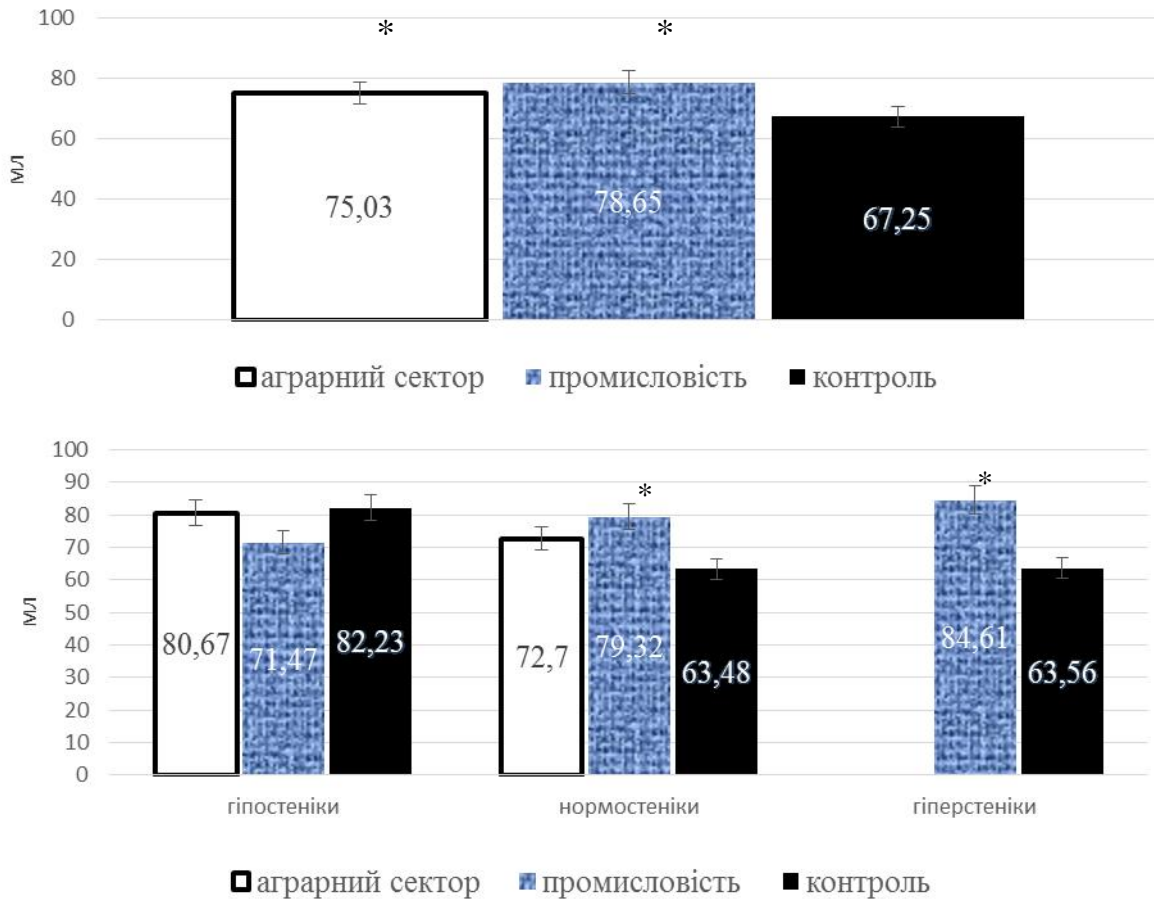 100
* *
80
60
40
20
0
мл
75,03 78,65 67,25
аграрний сектор промисловість контроль
100
90
80
70
60
50
40
30
20
10
0
мл
* *
80,67 71,47 82,23 72,7 79,32 63,48 84,61 63,56
гіпостеніки нормостеніки гіперстеніки
аграрний сектор промисловість контроль